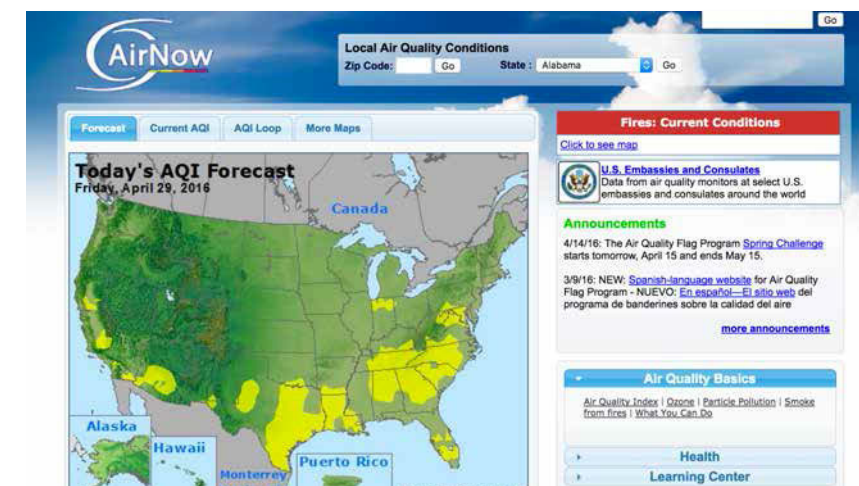 Go
AirNow
Local Air Quality Conditions
Zip Code: Go State : Alabama Go
Forecast Current AQI AQI Loop More Maps
Today's AQI Forecast
Friday, April 29, 2016
Canada
Alaska
Hawaii
Monterrey
Puerto Rico
Fires: Current Conditions
Click to see map
U.S. Embassies and Consulates
Data from air quality monitors at select U.S.
embassies and consulates around the world
Announcements
4/14/16: The Air Quality Flag Program Spring Challenge
starts tomorrow, April 15 and ends May 15.
3/9/16: NEW: Spanish-language website for Air Quality
Flag Program - NUEVO: En español—El sitio web del
programa de banderines sobre la calidad del aire
more announcements
Air Quality Basics
Air Quality Index | Ozone | Particle Pollution | Smoke
from fires | What You Can Do
Health
Learning Center